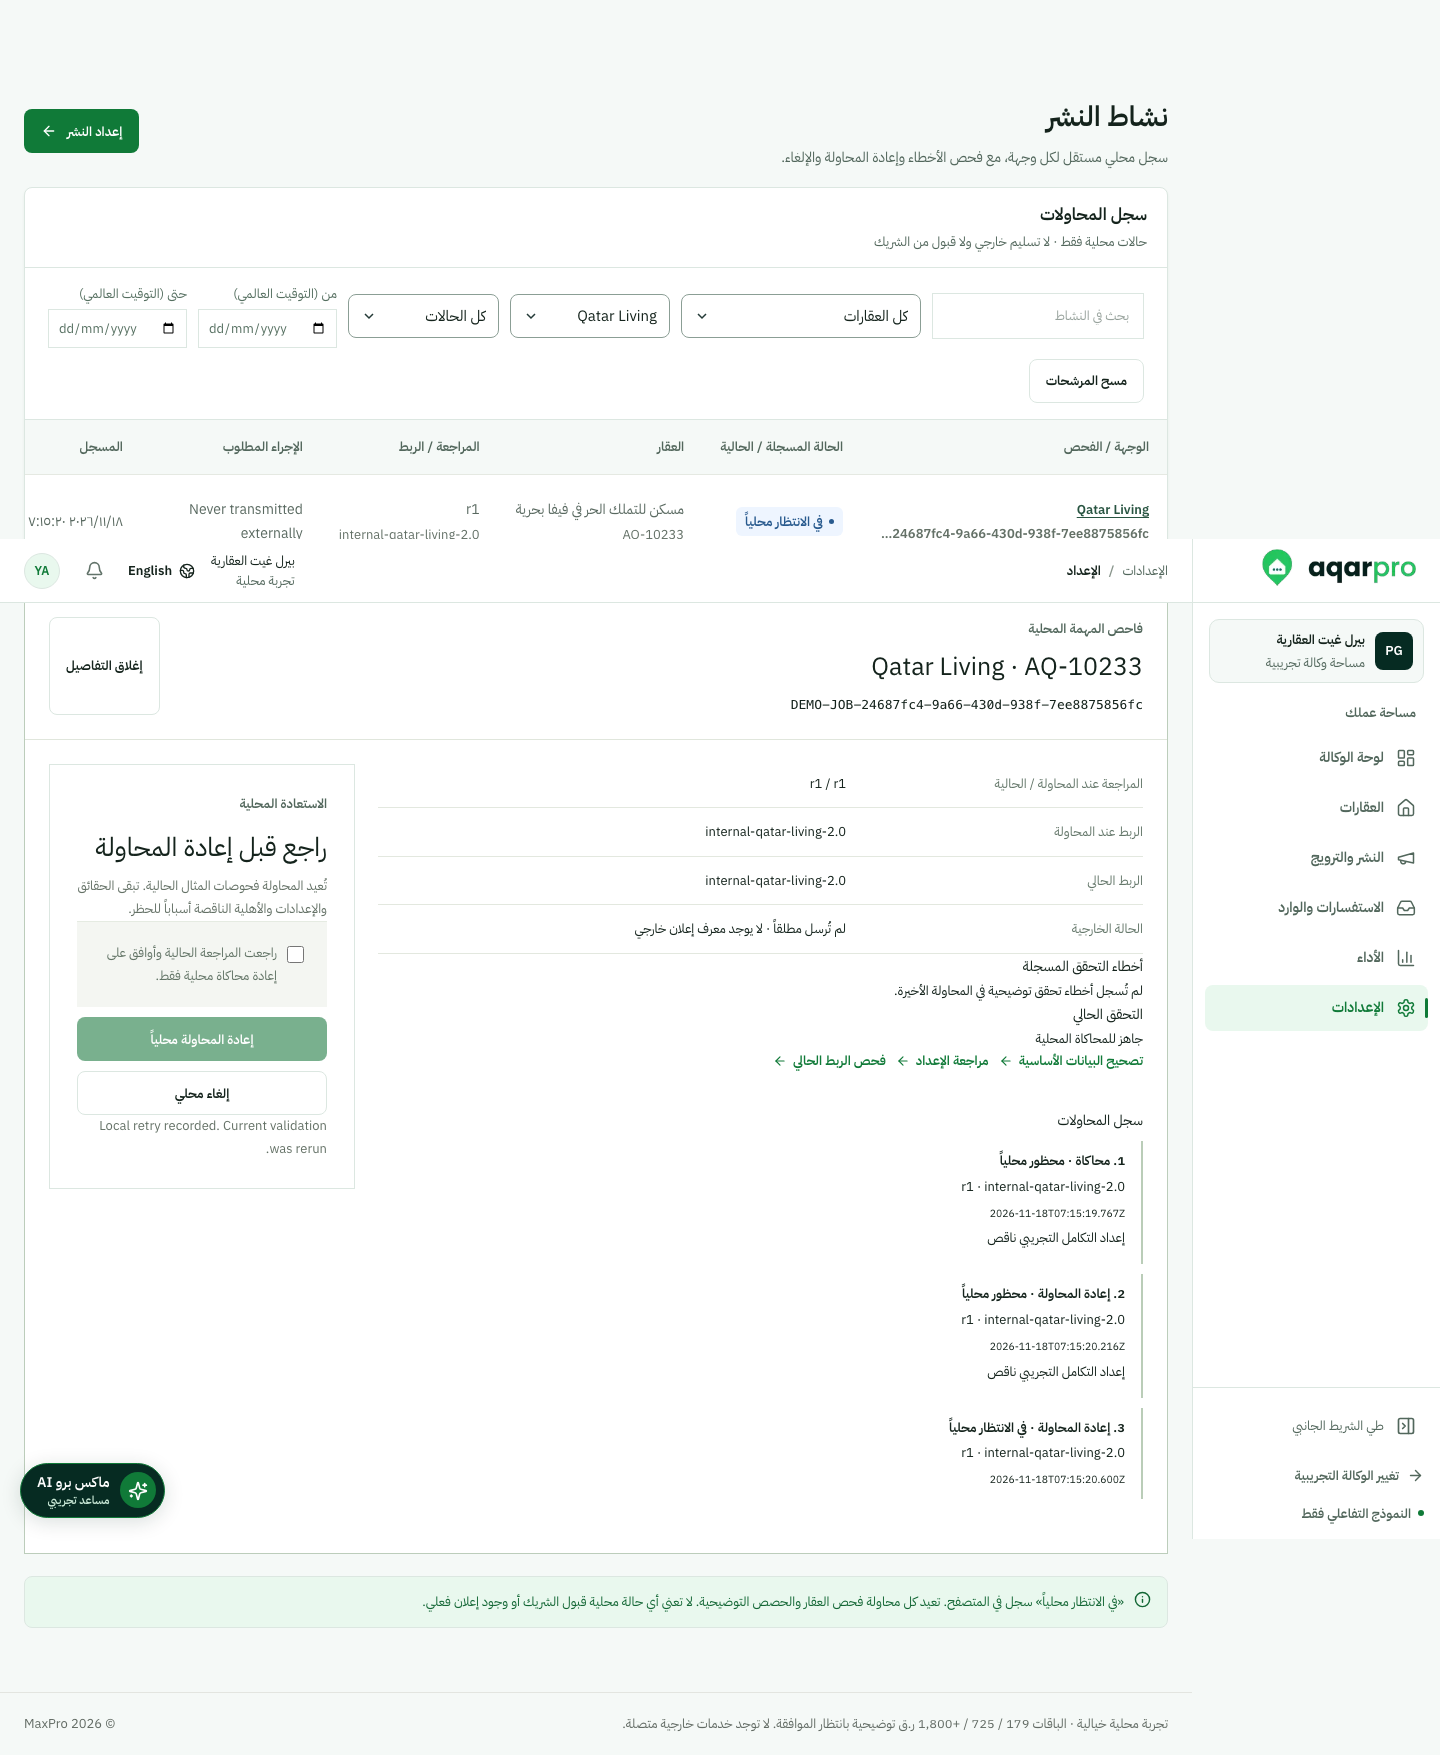 نشاط النشر
إعداد النشر
سجل محلي مستقل لكل وجهة، مع فحص الأخطاء وإعادة المحاولة والإلغاء.
سجل المحاولات
حالات محلية فقط · لا تسليم خارجي ولا قبول من الشريك
بحث في النشاط
كل العقارات
Qatar Living
كل الحالات
من (التوقيت العالمي)
dd/mm/yyyy
حتى (التوقيت العالمي)
dd/mm/yyyy
مسح المرشحات
الوجهة / الفحص
الحالة المسجلة / الحالية
العقار
المراجعة / الربط
الإجراء المطلوب
المسجل
Qatar Living
24687fc4-9a66-430d-938f-7ee8875856fc...
في الانتظار محلياً
مسكن للتملك الحر في فيفا بحرية
AQ-10233
r1
internal-qatar-living-2.0
Never transmitted
externally
٢٠٢٦/١١/١٨ ٧:١٥:٢٠
aqarpro
الإعدادات / الإعداد
بيرل غيت العقارية
تجربة محلية
English
YA
PG
بيرل غيت العقارية
مساحة وكالة تجريبية
مساحة عملك
لوحة الوكالة
العقارات
النشر والترويج
الاستفسارات والوارد
الأداء
الإعدادات
طي الشريط الجانبي
تغيير الوكالة التجريبية
النموذج التفاعلي فقط
فاحص المهمة المحلية
Qatar Living · AQ-10233
DEMO-JOB-24687fc4-9a66-430d-938f-7ee8875856fc
إغلاق التفاصيل
المراجعة عند المحاولة / الحالية
r1 / r1
الربط عند المحاولة
internal-qatar-living-2.0
الربط الحالي
internal-qatar-living-2.0
الحالة الخارجية
لم تُرسل مطلقاً · لا يوجد معرف إعلان خارجي
أخطاء التحقق المسجلة
لم تُسجل أخطاء تحقق توضيحية في المحاولة الأخيرة.
التحقق الحالي
جاهز للمحاكاة المحلية
تصحيح البيانات الأساسية
مراجعة الإعداد
فحص الربط الحالي
سجل المحاولات
1. محاكاة · محظور محلياً
r1 · internal-qatar-living-2.0
2026-11-18T07:15:19.767Z
إعداد التكامل التجريبي ناقص
2. إعادة المحاولة · محظور محلياً
r1 · internal-qatar-living-2.0
2026-11-18T07:15:20.216Z
إعداد التكامل التجريبي ناقص
3. إعادة المحاولة · في الانتظار محلياً
r1 · internal-qatar-living-2.0
2026-11-18T07:15:20.600Z
الاستعادة المحلية
راجع قبل إعادة المحاولة
تُعيد المحاولة فحوصات المثال الحالية. تبقى الحقائق
والإعدادات والأهلية الناقصة أسباباً للحظر.
راجعت المراجعة الحالية وأوافق على
إعادة محاكاة محلية فقط.
إعادة المحاولة محلياً
إلغاء محلي
Local retry recorded. Current validation
was rerun.
ماكس برو AI
مساعد تجريبي
«في الانتظار محلياً» سجل في المتصفح. تعيد كل محاولة فحص العقار والحصص التوضيحية. لا تعني أي حالة محلية قبول الشريك أو وجود إعلان فعلي.
تجربة محلية خيالية · الباقات 179 / 725 / +1,800 ر.ق توضيحية بانتظار الموافقة. لا توجد خدمات خارجية متصلة.
© 2026 MaxPro